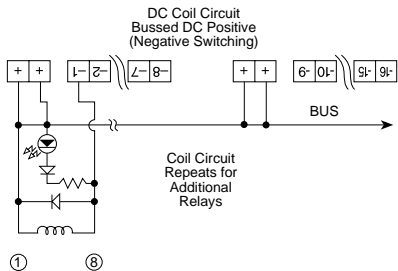 DC Coil Circuit
Bussed DC Positive
(Negative Switching)
+ + -1 -2 -7 -8 + + -9 -10 -15 -16
BUS
Coil Circuit
Repeats for
Additional
Relays
1 8